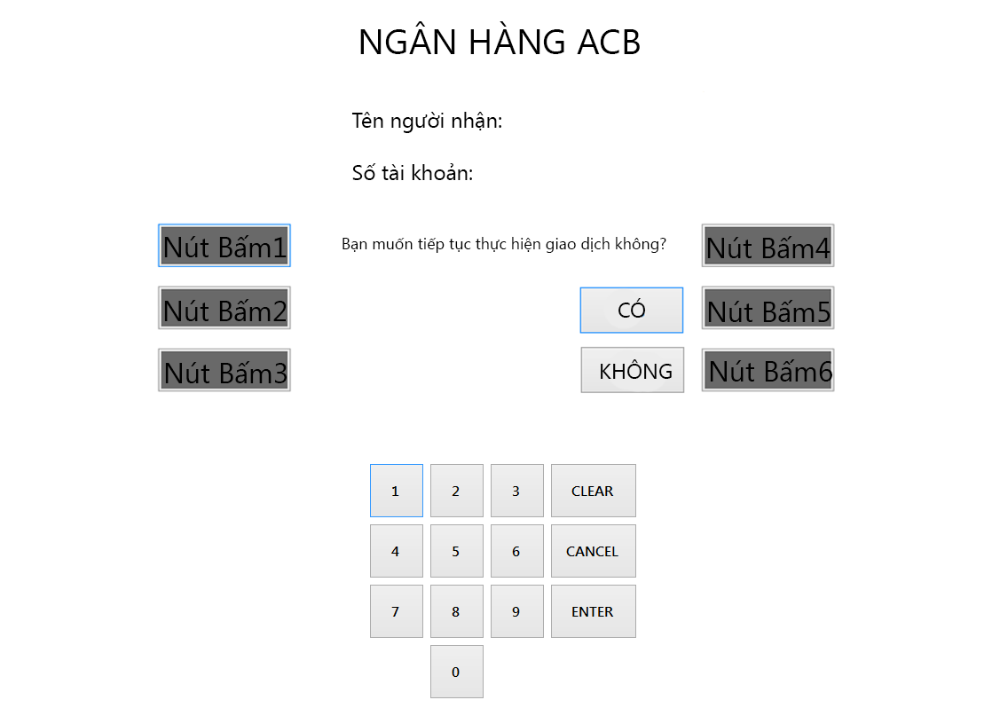 NGÂN HÀNG ACB
Tên người nhận:
Số tài khoản:
Nút Bấm1
Bạn muốn tiếp tục thực hiện giao dịch không?
Nút Bấm4
Nút Bấm2
CÓ
Nút Bấm5
Nút Bấm3
KHÔNG
Nút Bấm6
1 2 3 CLEAR
4 5 6 CANCEL
7 8 9 ENTER
0